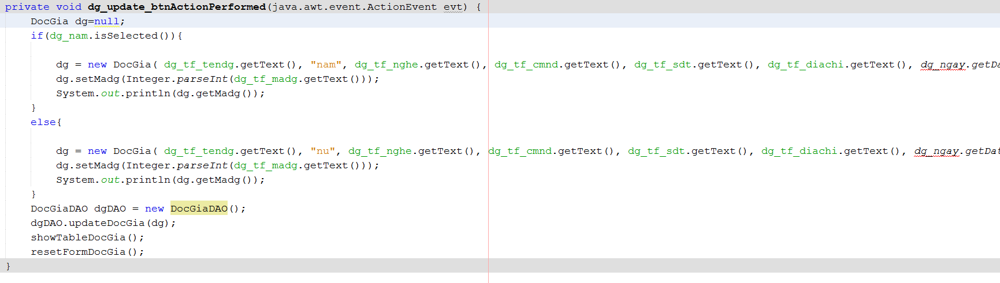 private void dg_update_btnActionPerformed(java.awt.event.ActionEvent evt) {
    DocGia dg=null;
    if(dg_nam.isSelected()){
        dg = new DocGia( dg_tf_tendg.getText(), "nam", dg_tf_nghe.getText(), dg_tf_cmnd.getText(), dg_tf_sdt.getText(), dg_tf_diachi.getText(), dg_ngay.getDa
        dg.setMadg(Integer.parseInt(dg_tf_madg.getText()));
        System.out.println(dg.getMadg());
    }
    else{
        dg = new DocGia( dg_tf_tendg.getText(), "nu", dg_tf_nghe.getText(), dg_tf_cmnd.getText(), dg_tf_sdt.getText(), dg_tf_diachi.getText(), dg_ngay.getDat
        dg.setMadg(Integer.parseInt(dg_tf_madg.getText()));
        System.out.println(dg.getMadg());
    }
    DocGiaDAO dgDAO = new DocGiaDAO();
    dgDAO.updateDocGia(dg);
    showTableDocGia();
    resetFormDocGia();
}